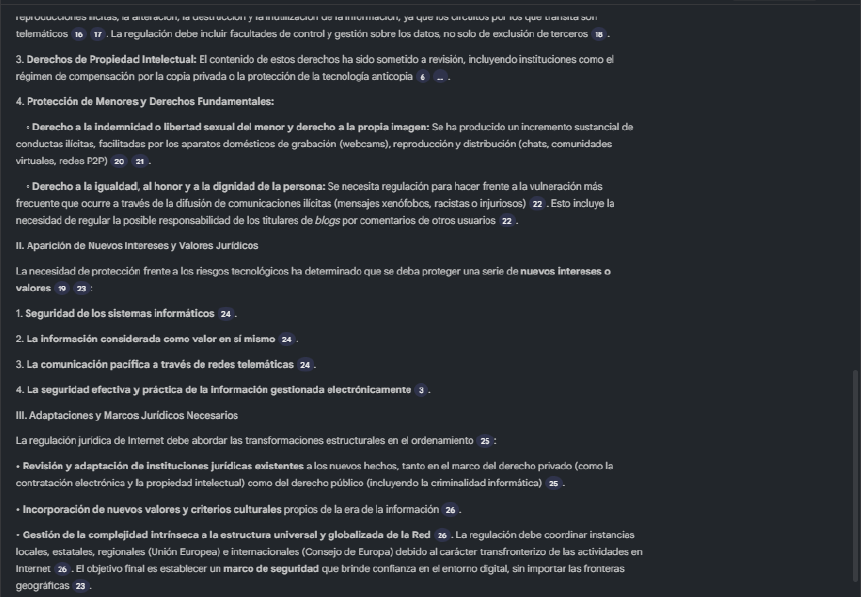 reproducciones ilícitas, la alteración, la destrucción y la inutilización de la información, ya que los circuitos por los que transita son
telemáticos 16 17 . La regulación debe incluir facultades de control y gestión sobre los datos, no solo de exclusión de terceros 18 .
3. Derechos de Propiedad Intelectual: El contenido de estos derechos ha sido sometido a revisión, incluyendo instituciones como el
régimen de compensación por la copia privada o la protección de la tecnología anticopia 6 ... .
4. Protección de Menores y Derechos Fundamentales:
◦ Derecho a la indemnidad o libertad sexual del menor y derecho a la propia imagen: Se ha producido un incremento sustancial de
conductas ilícitas, facilitadas por los aparatos domésticos de grabación (webcams), reproducción y distribución (chats, comunidades
virtuales, redes P2P) 20 21 .
◦ Derecho a la igualdad, al honor y a la dignidad de la persona: Se necesita regulación para hacer frente a la vulneración más
frecuente que ocurre a través de la difusión de comunicaciones ilícitas (mensajes xenófobos, racistas o injuriosos) 22 . Esto incluye la
necesidad de regular la posible responsabilidad de los titulares de blogs por comentarios de otros usuarios 22 .
II. Aparición de Nuevos Intereses y Valores Jurídicos
La necesidad de protección frente a los riesgos tecnológicos ha determinado que se deba proteger una serie de nuevos intereses o
valores 19 23 :
1. Seguridad de los sistemas informáticos 24 .
2. La información considerada como valor en sí mismo 24 .
3. La comunicación pacífica a través de redes telemáticas 24 .
4. La seguridad efectiva y práctica de la información gestionada electrónicamente 3 .
III. Adaptaciones y Marcos Jurídicos Necesarios
La regulación jurídica de Internet debe abordar las transformaciones estructurales en el ordenamiento 25 :
• Revisión y adaptación de instituciones jurídicas existentes a los nuevos hechos, tanto en el marco del derecho privado (como la
contratación electrónica y la propiedad intelectual) como del derecho público (incluyendo la criminalidad informática) 25 .
• Incorporación de nuevos valores y criterios culturales propios de la era de la información 26 .
• Gestión de la complejidad intrínseca a la estructura universal y globalizada de la Red 26 . La regulación debe coordinar instancias
locales, estatales, regionales (Unión Europea) e internacionales (Consejo de Europa) debido al carácter transfronterizo de las actividades en
Internet 26 . El objetivo final es establecer un marco de seguridad que brinde confianza en el entorno digital, sin importar las fronteras
geográficas 23 .